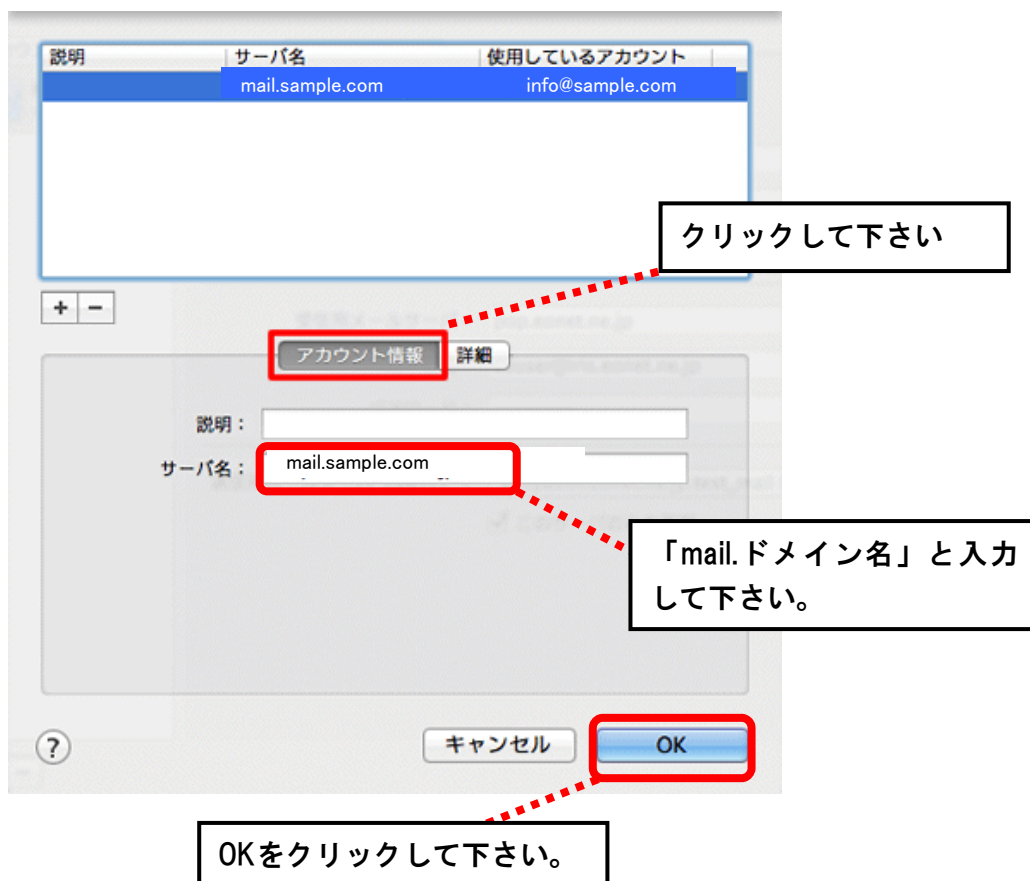 説明 サーバ名 使用しているアカウント
mail.sample.com info@sample.com
クリックして下さい
+ −
アカウント情報 詳細
説明：
サーバ名： mail.sample.com
「mail.ドメイン名」と入力
して下さい。
? キャンセル OK
OKをクリックして下さい。